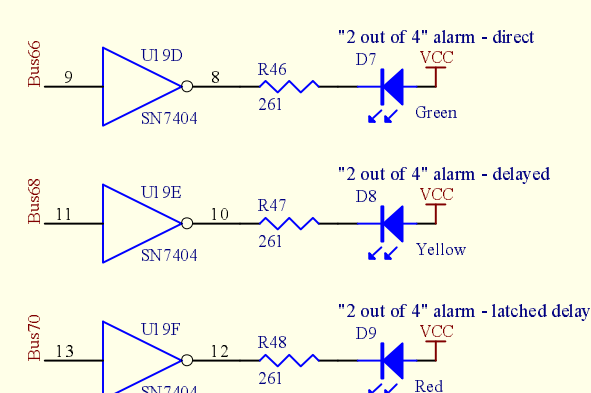 "2 out of 4" alarm - direct
Bus66
U19D
D7
VCC
9
8
R46
261
SN7404
Green
"2 out of 4" alarm - delayed
Bus68
U19E
D8
VCC
11
10
R47
261
SN7404
Yellow
"2 out of 4" alarm - latched delay
Bus70
U19F
D9
VCC
13
12
R48
261
SN7404
Red